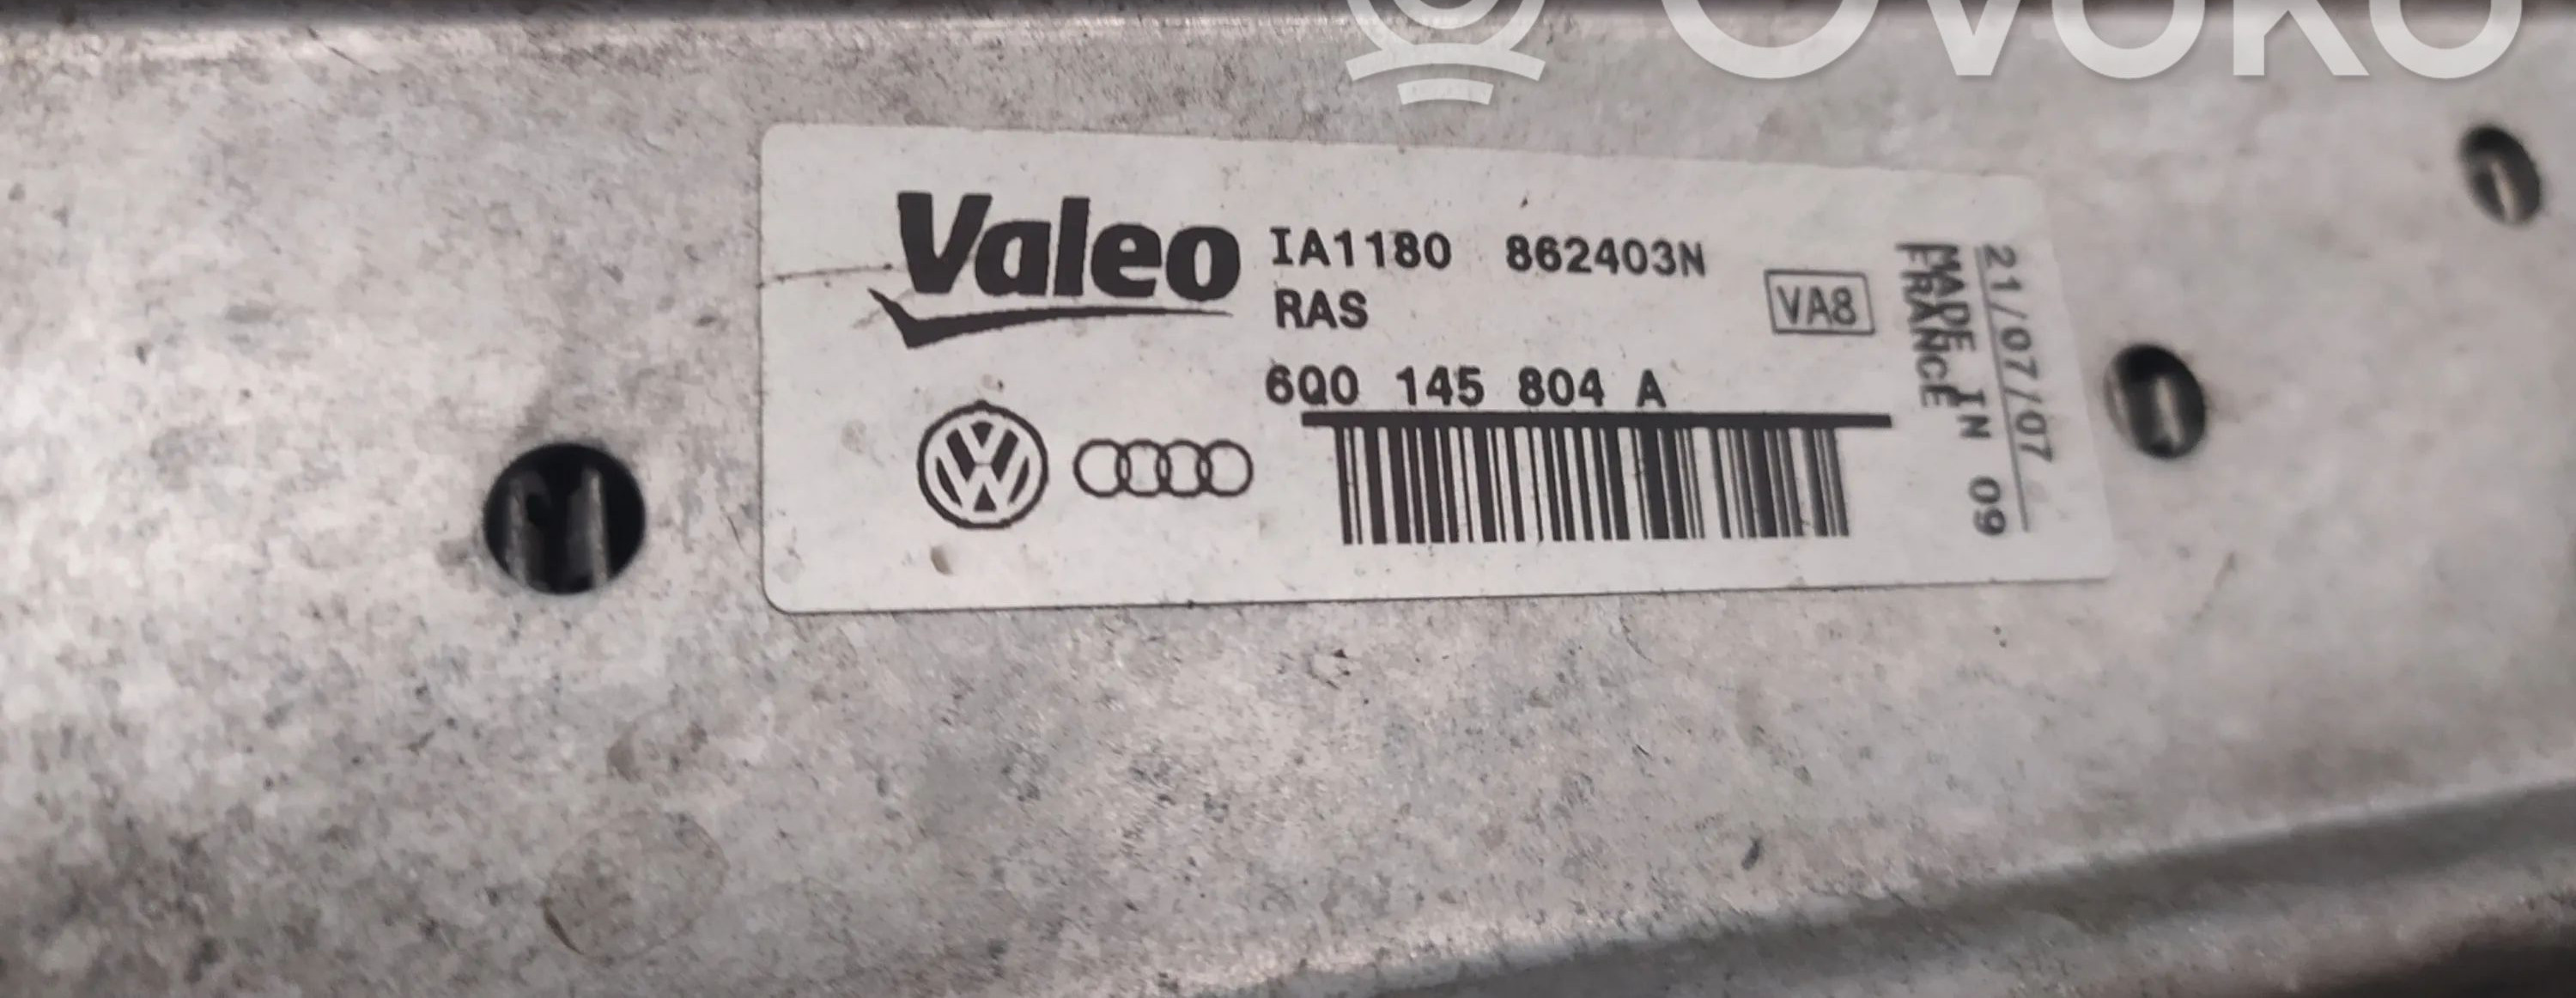 OVOKO
Valeo
IA1180 862403N
RAS
VA8
6Q0 145 804 A
21/07/07
MADE IN 09
FRANCE